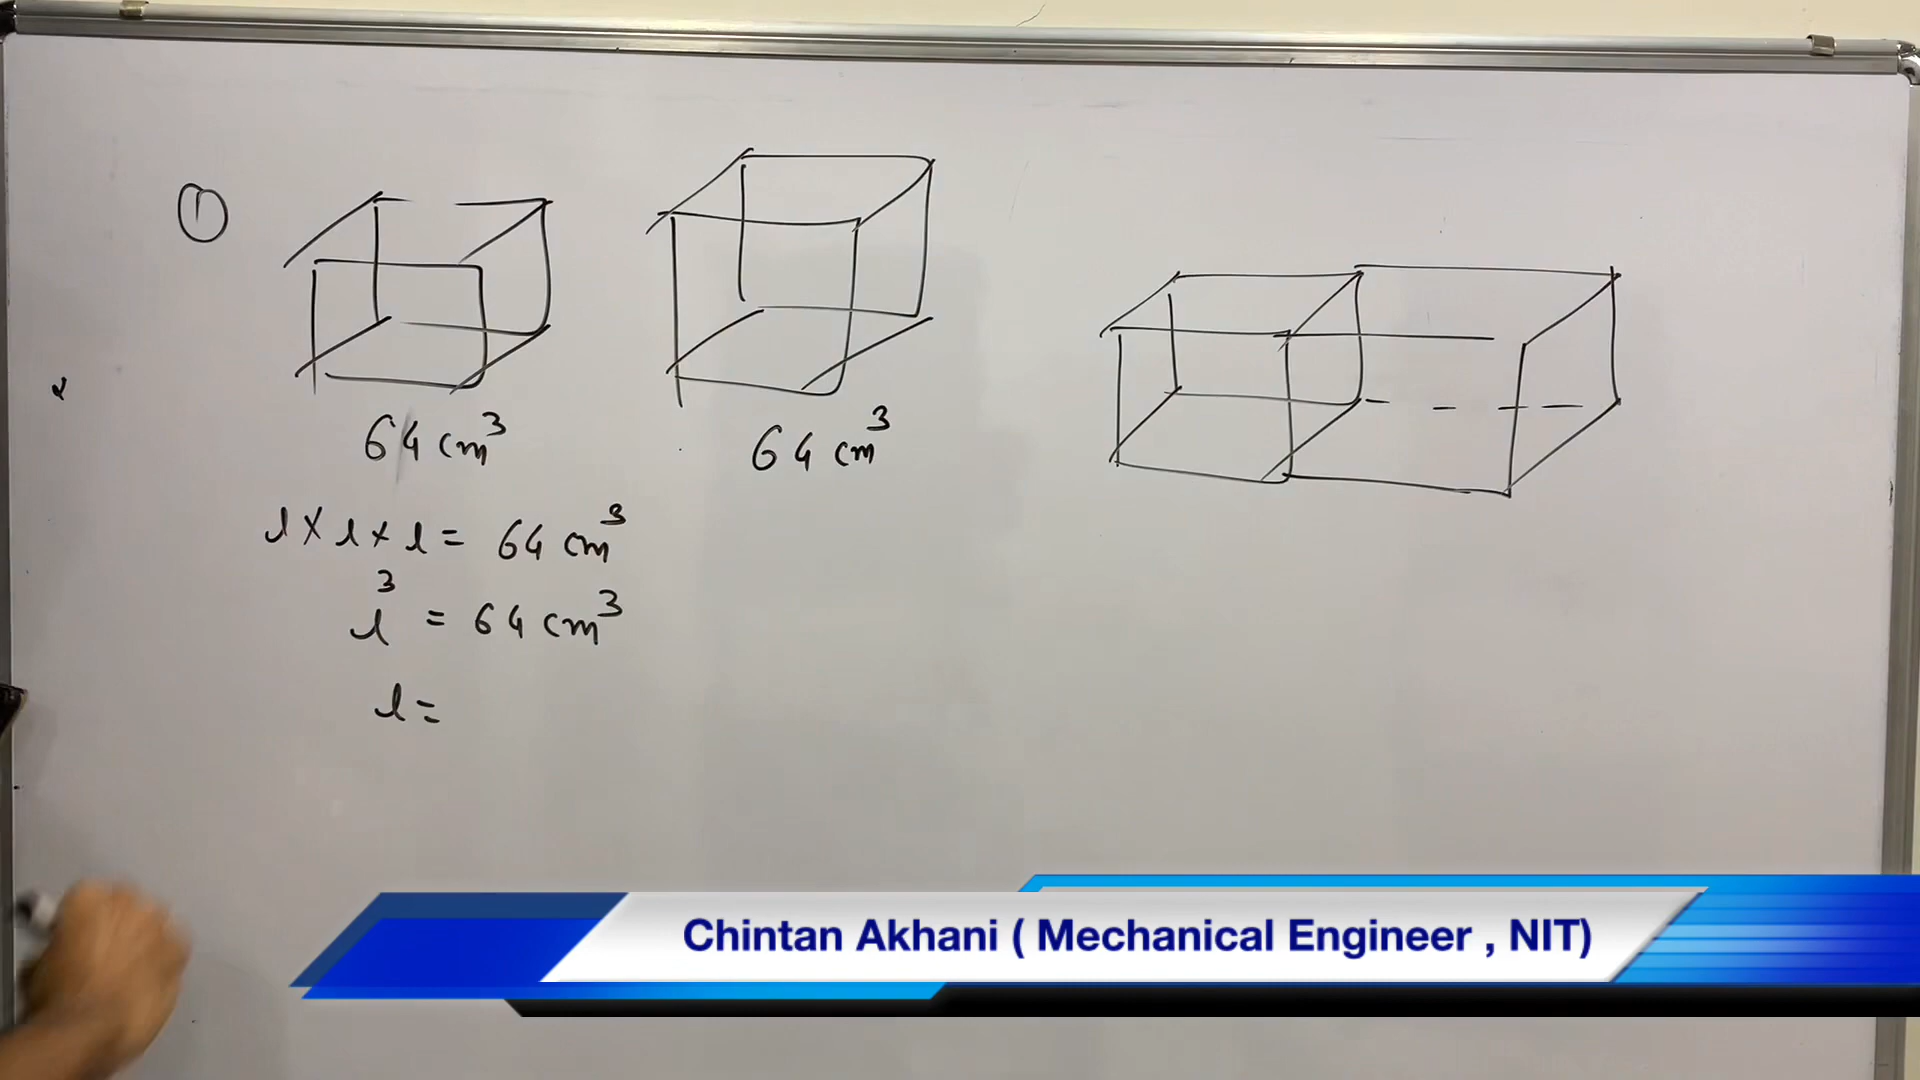 ①
64 cm³
64 cm³
l × l × l = 64 cm³
l³ = 64 cm³
l =
Chintan Akhani ( Mechanical Engineer , NIT)